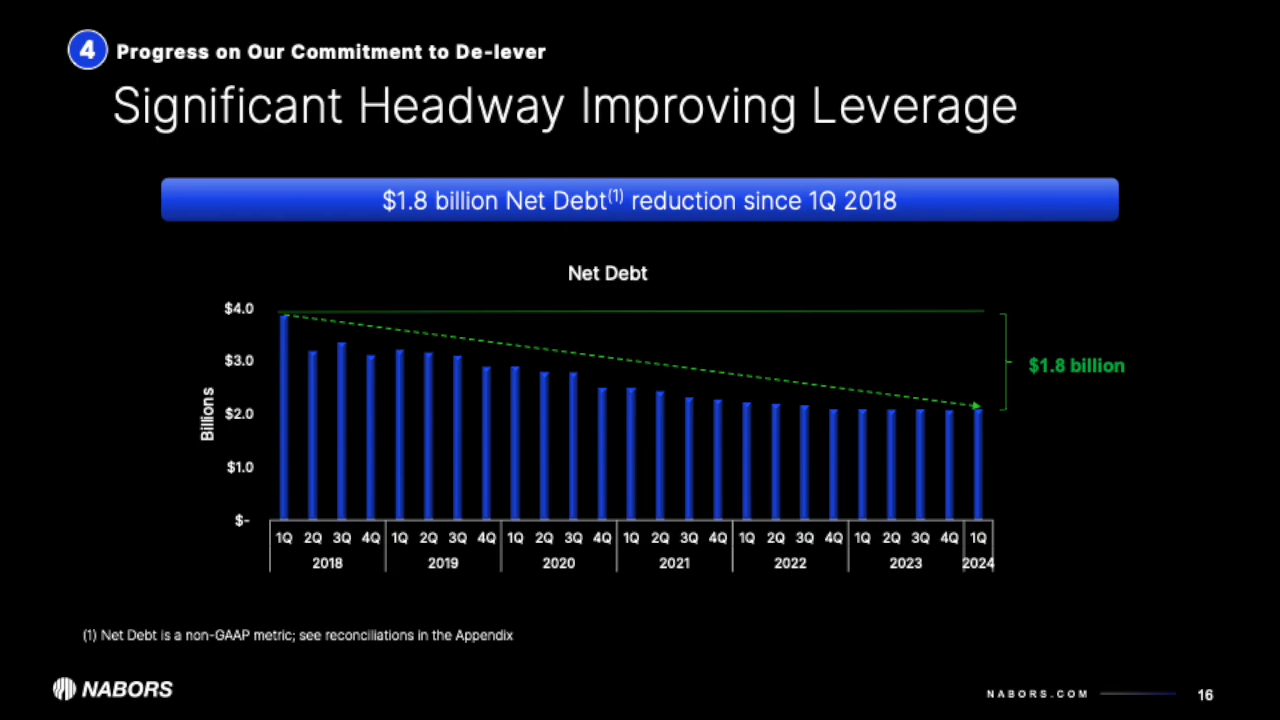 4 Progress on Our Commitment to De-lever
Significant Headway Improving Leverage
$1.8 billion Net Debt(1) reduction since 1Q 2018
Net Debt
$4.0
$3.0
$2.0
$1.0
$-
Billions
$1.8 billion
1Q 2Q 3Q 4Q 1Q 2Q 3Q 4Q 1Q 2Q 3Q 4Q 1Q 2Q 3Q 4Q 1Q 2Q 3Q 4Q 1Q 2Q 3Q 4Q 1Q
2018 2019 2020 2021 2022 2023 2024
(1) Net Debt is a non-GAAP metric; see reconciliations in the Appendix
NABORS
NABORS.COM 16